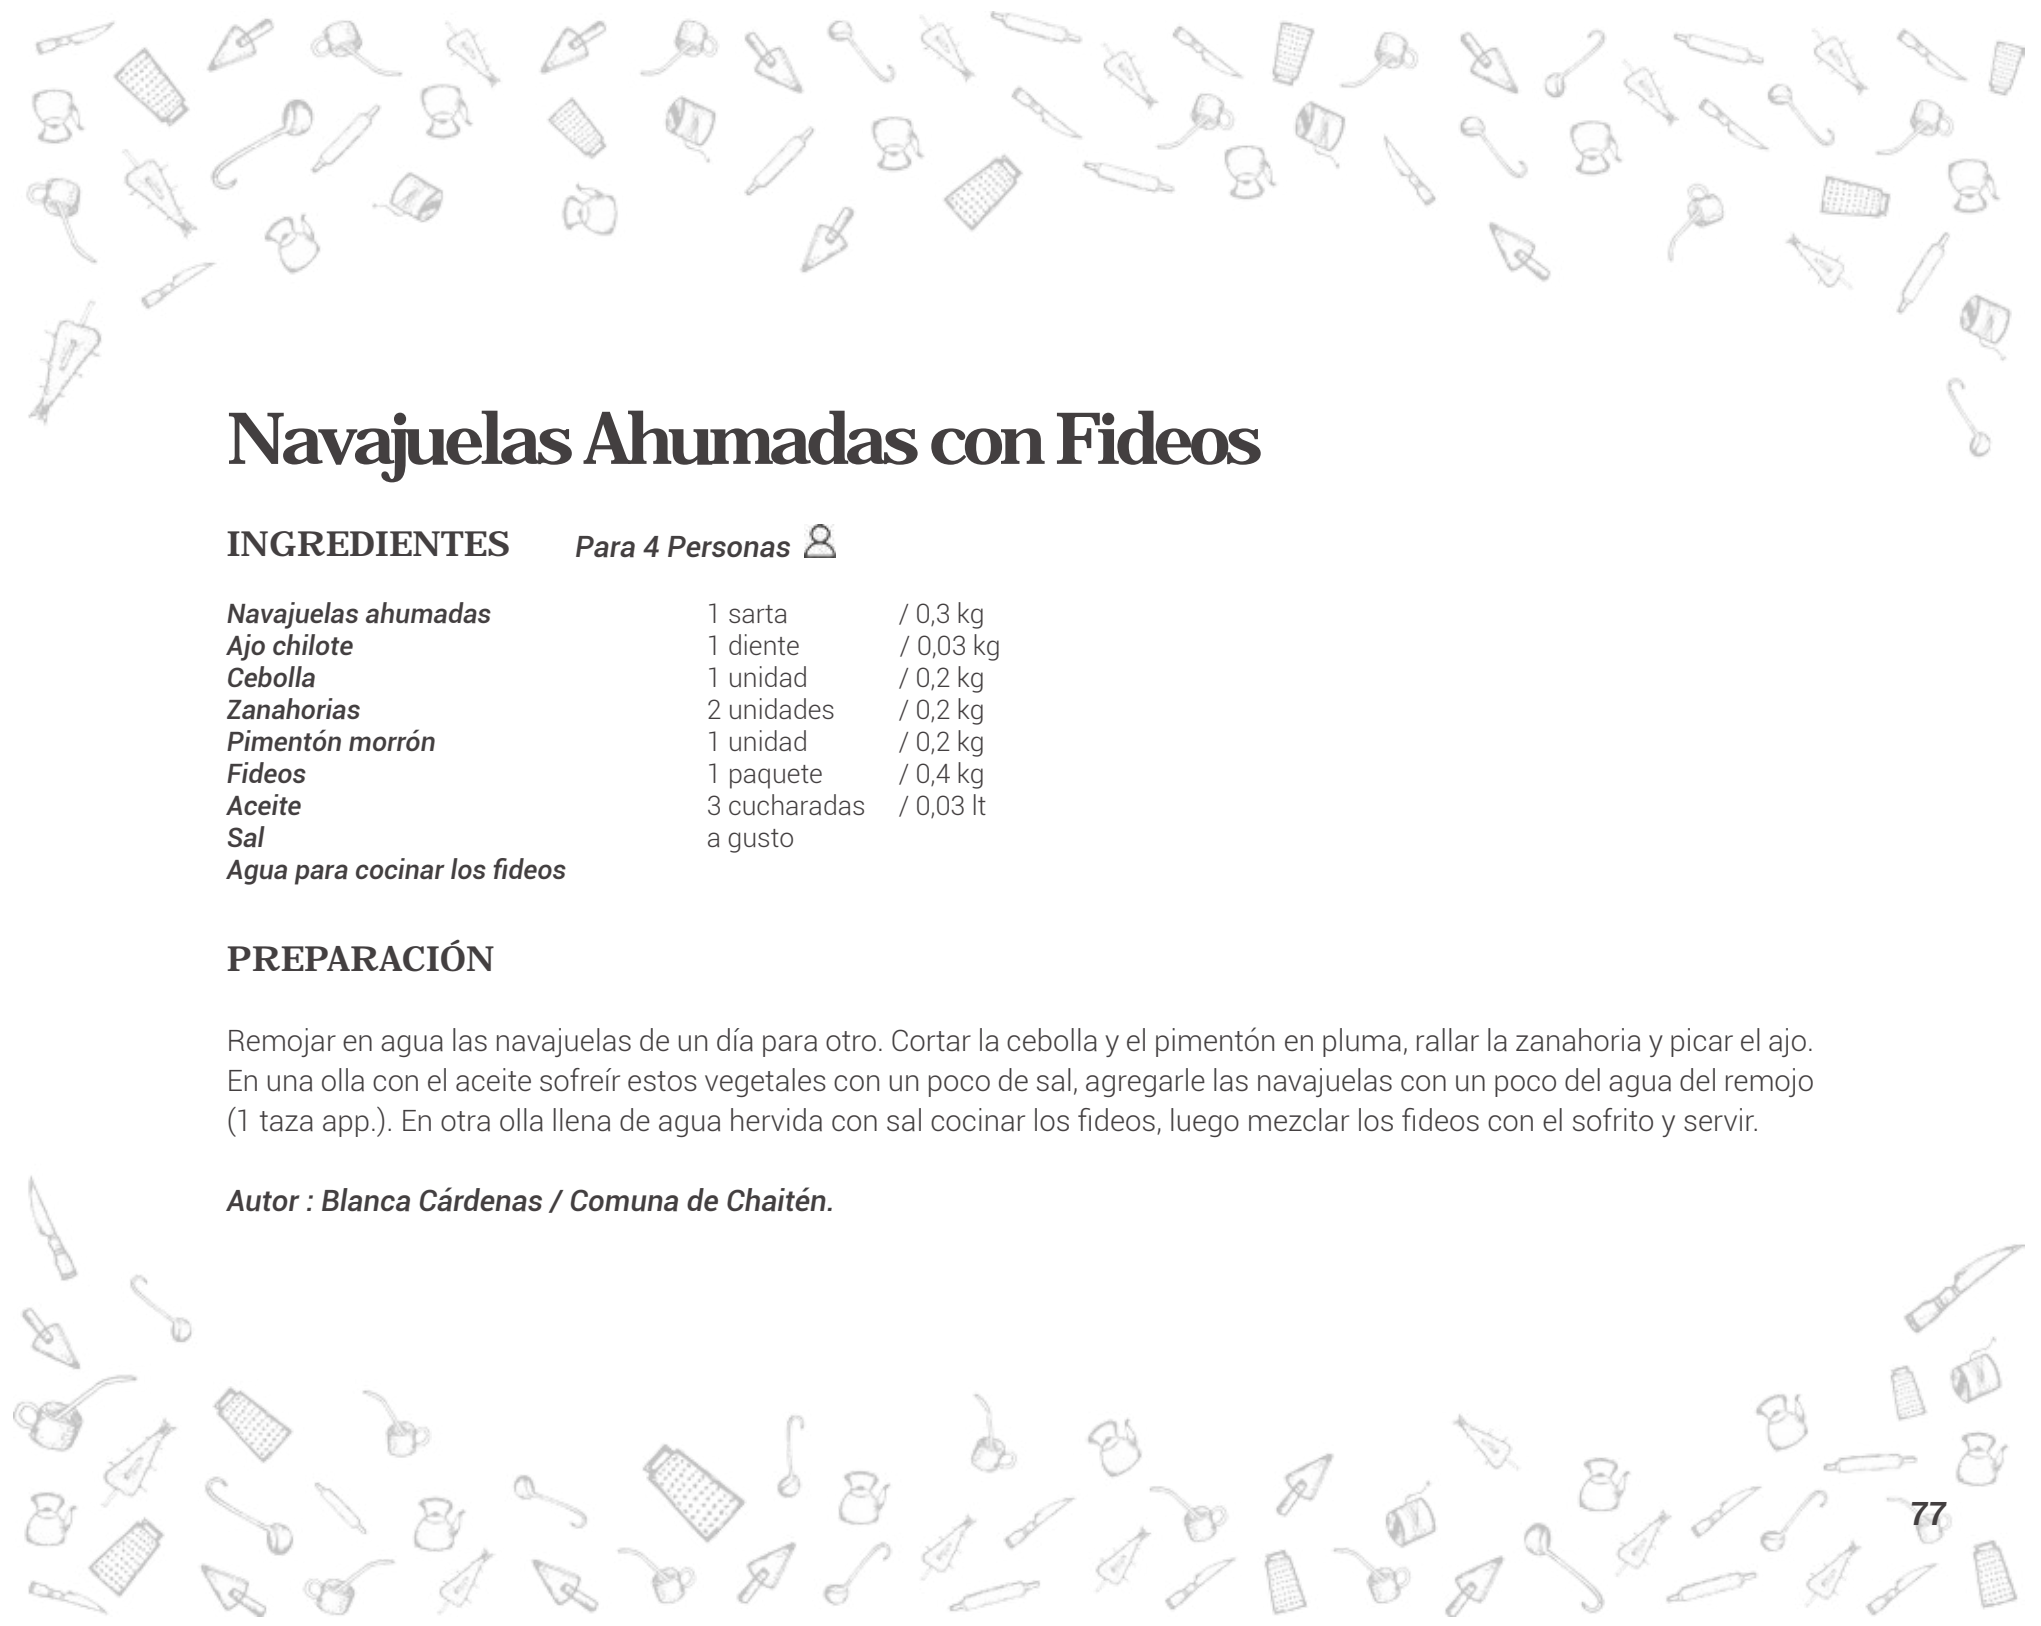 Navajuelas Ahumadas con Fideos
INGREDIENTES Para 4 Personas
Navajuelas ahumadas 1 sarta / 0,3 kg
Ajo chilote 1 diente / 0,03 kg
Cebolla 1 unidad / 0,2 kg
Zanahorias 2 unidades / 0,2 kg
Pimentón morrón 1 unidad / 0,2 kg
Fideos 1 paquete / 0,4 kg
Aceite 3 cucharadas / 0,03 lt
Sal a gusto
Agua para cocinar los fideos
PREPARACIÓN
Remojar en agua las navajuelas de un día para otro. Cortar la cebolla y el pimentón en pluma, rallar la zanahoria y picar el ajo.
En una olla con el aceite sofreír estos vegetales con un poco de sal, agregarle las navajuelas con un poco del agua del remojo
(1 taza app.). En otra olla llena de agua hervida con sal cocinar los fideos, luego mezclar los fideos con el sofrito y servir.
Autor : Blanca Cárdenas / Comuna de Chaitén.
77